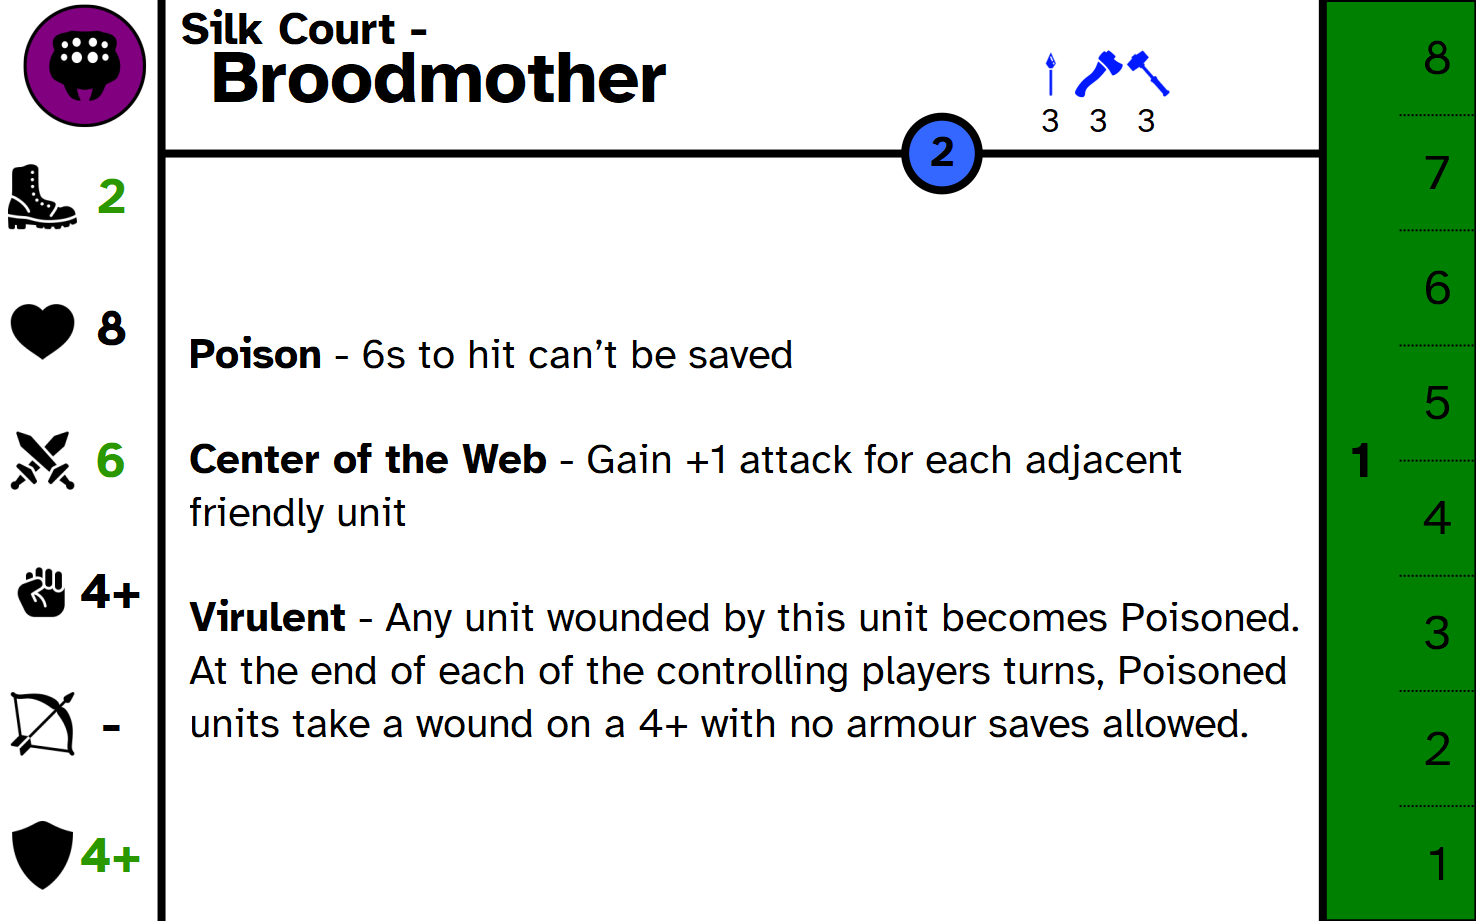 Silk Court -
Broodmother
3 3 3
2
2
8
6
4+
-
4+
Poison - 6s to hit can’t be saved
Center of the Web - Gain +1 attack for each adjacent
friendly unit
Virulent - Any unit wounded by this unit becomes Poisoned.
At the end of each of the controlling players turns, Poisoned
units take a wound on a 4+ with no armour saves allowed.
1
8
7
6
5
4
3
2
1